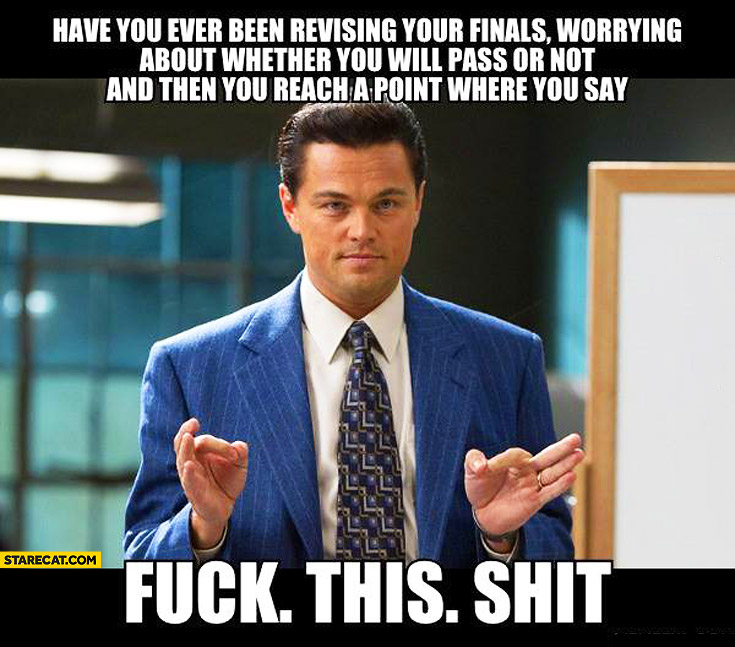 HAVE YOU EVER BEEN REVISING YOUR FINALS, WORRYING
ABOUT WHETHER YOU WILL PASS OR NOT
AND THEN YOU REACH A POINT WHERE YOU SAY
STARECAT.COM
FUCK. THIS. SHIT